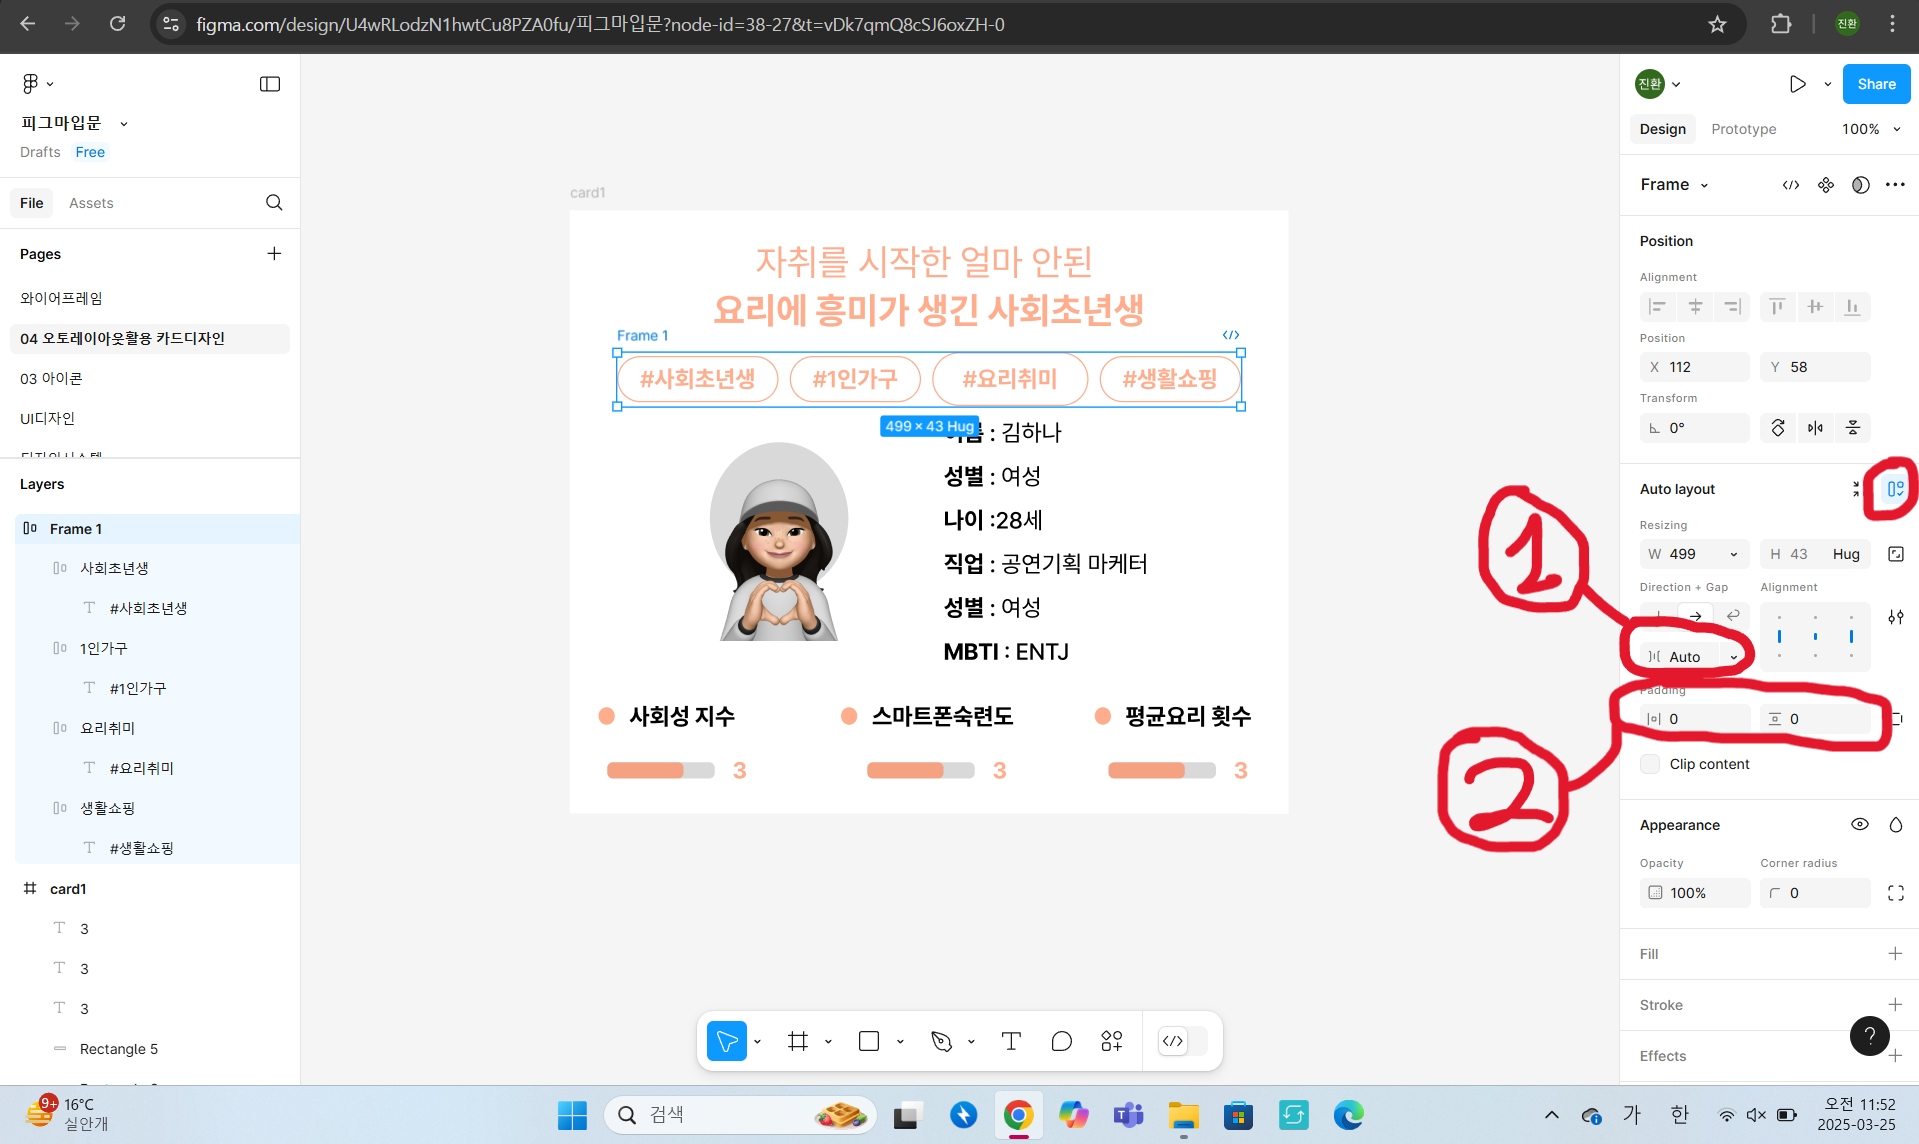 figma.com/design/U4wRLodzN1hwtCu8PZA0fu/피그마입문?node-id=38-27&t=vDk7qmQ8cSJ6oxZH-0
진환
피그마입문
Drafts Free
File Assets
Pages
와이어프레임
04 오토레이아웃활용 카드디자인
03 아이콘
UI디자인
디자인시스템
Layers
Frame 1
사회초년생
#사회초년생
1인가구
#1인가구
요리취미
#요리취미
생활쇼핑
#생활쇼핑
card1
3
3
3
Rectangle 5
card1
자취를 시작한 얼마 안된
요리에 흥미가 생긴 사회초년생
Frame 1
#사회초년생 #1인가구 #요리취미 #생활쇼핑
499 × 43 Hug
: 김하나
성별 : 여성
나이 :28세
직업 : 공연기획 마케터
성별 : 여성
MBTI : ENTJ
사회성 지수 스마트폰숙련도 평균요리 횟수
3 3 3
진환
Share
Design Prototype 100%
Frame
Position
Alignment
Position
X 112 Y 58
Transform
0°
Auto layout
Resizing
W 499 H 43 Hug
Direction + Gap Alignment
Auto
Padding
0 0
Clip content
Appearance
Opacity Corner radius
100% 0
Fill
Stroke
Effects
?
1
2
9+
16°C
실안개
검색
가 한
오전 11:52
2025-03-25